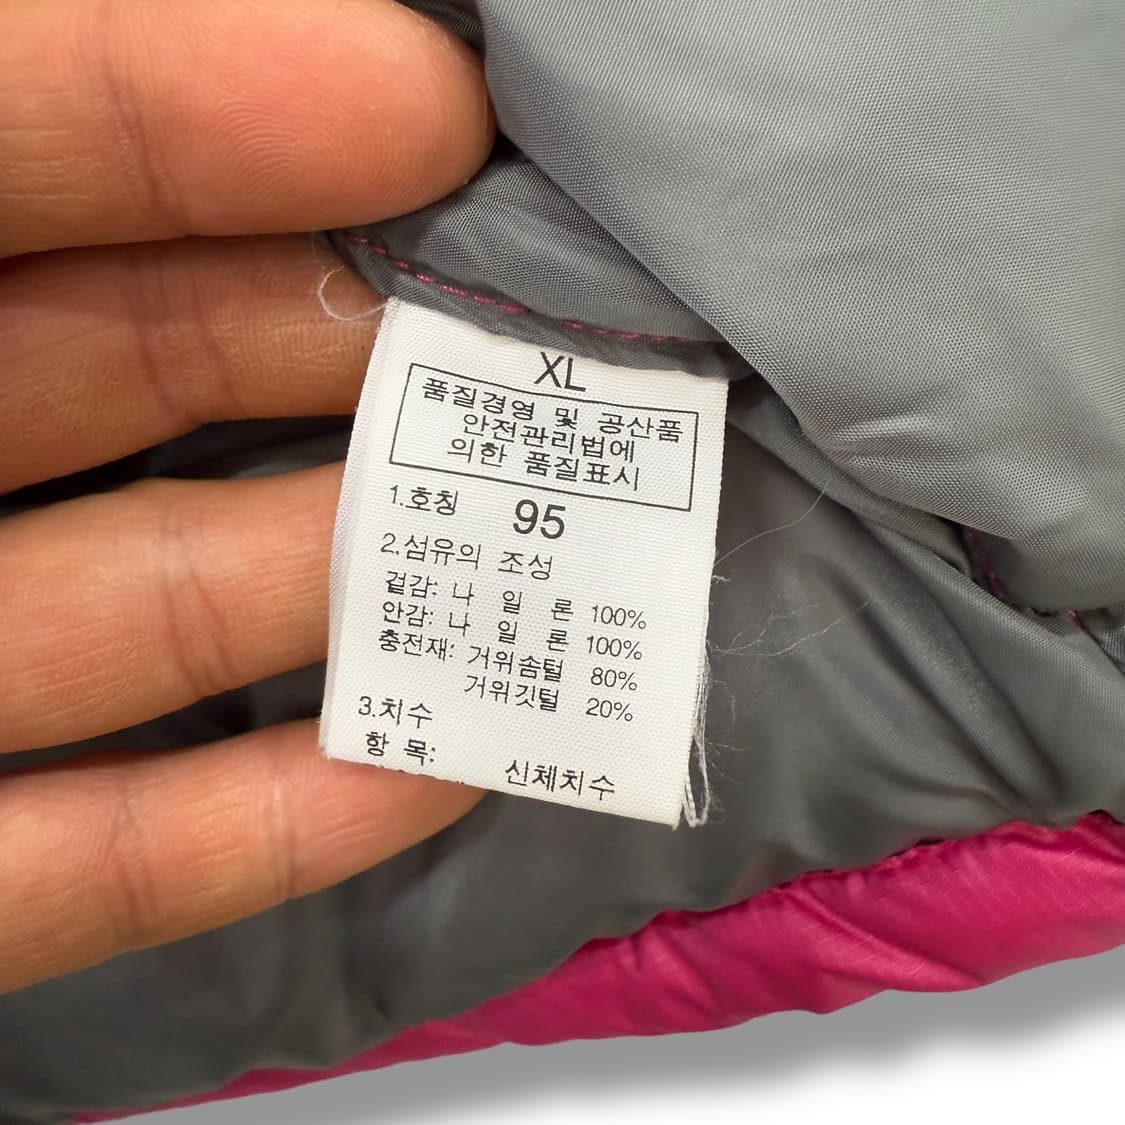 XL
품질경영 및 공산품
안전관리법에
의한 품질표시
1.호칭 95
2.섬유의 조성
겉감: 나 일 론 100%
안감: 나 일 론 100%
충전재: 거위솜털 80%
거위깃털 20%
3.치수
항 목: 신체치수